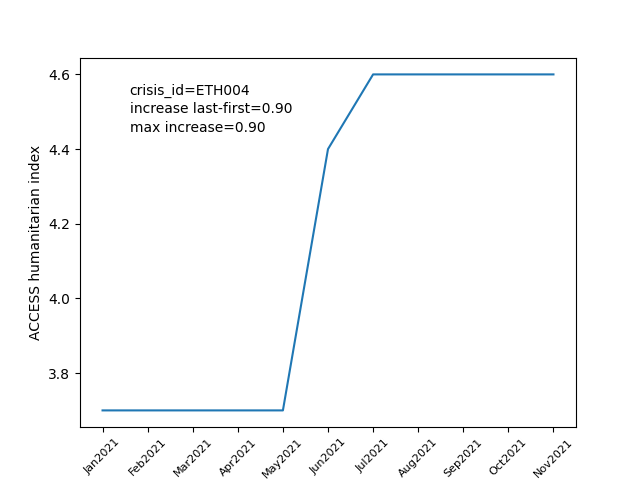 4.6
4.4
4.2
4.0
3.8
ACCESS humanitarian index
crisis_id=ETH004
increase last-first=0.90
max increase=0.90
Jan2021
Feb2021
Mar2021
Apr2021
May2021
Jun2021
Jul2021
Aug2021
Sep2021
Oct2021
Nov2021